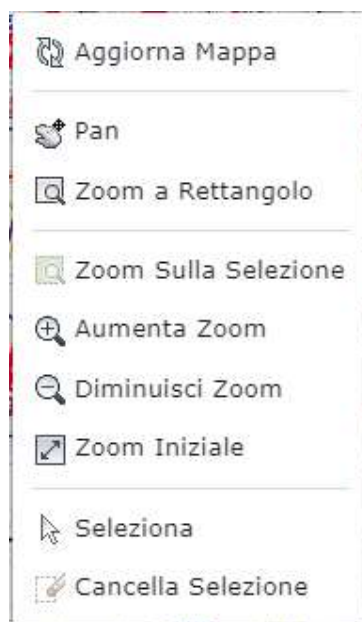 Aggiorna Mappa
Pan
Zoom a Rettangolo
Zoom Sulla Selezione
Aumenta Zoom
Diminuisci Zoom
Zoom Iniziale
Seleziona
Cancella Selezione